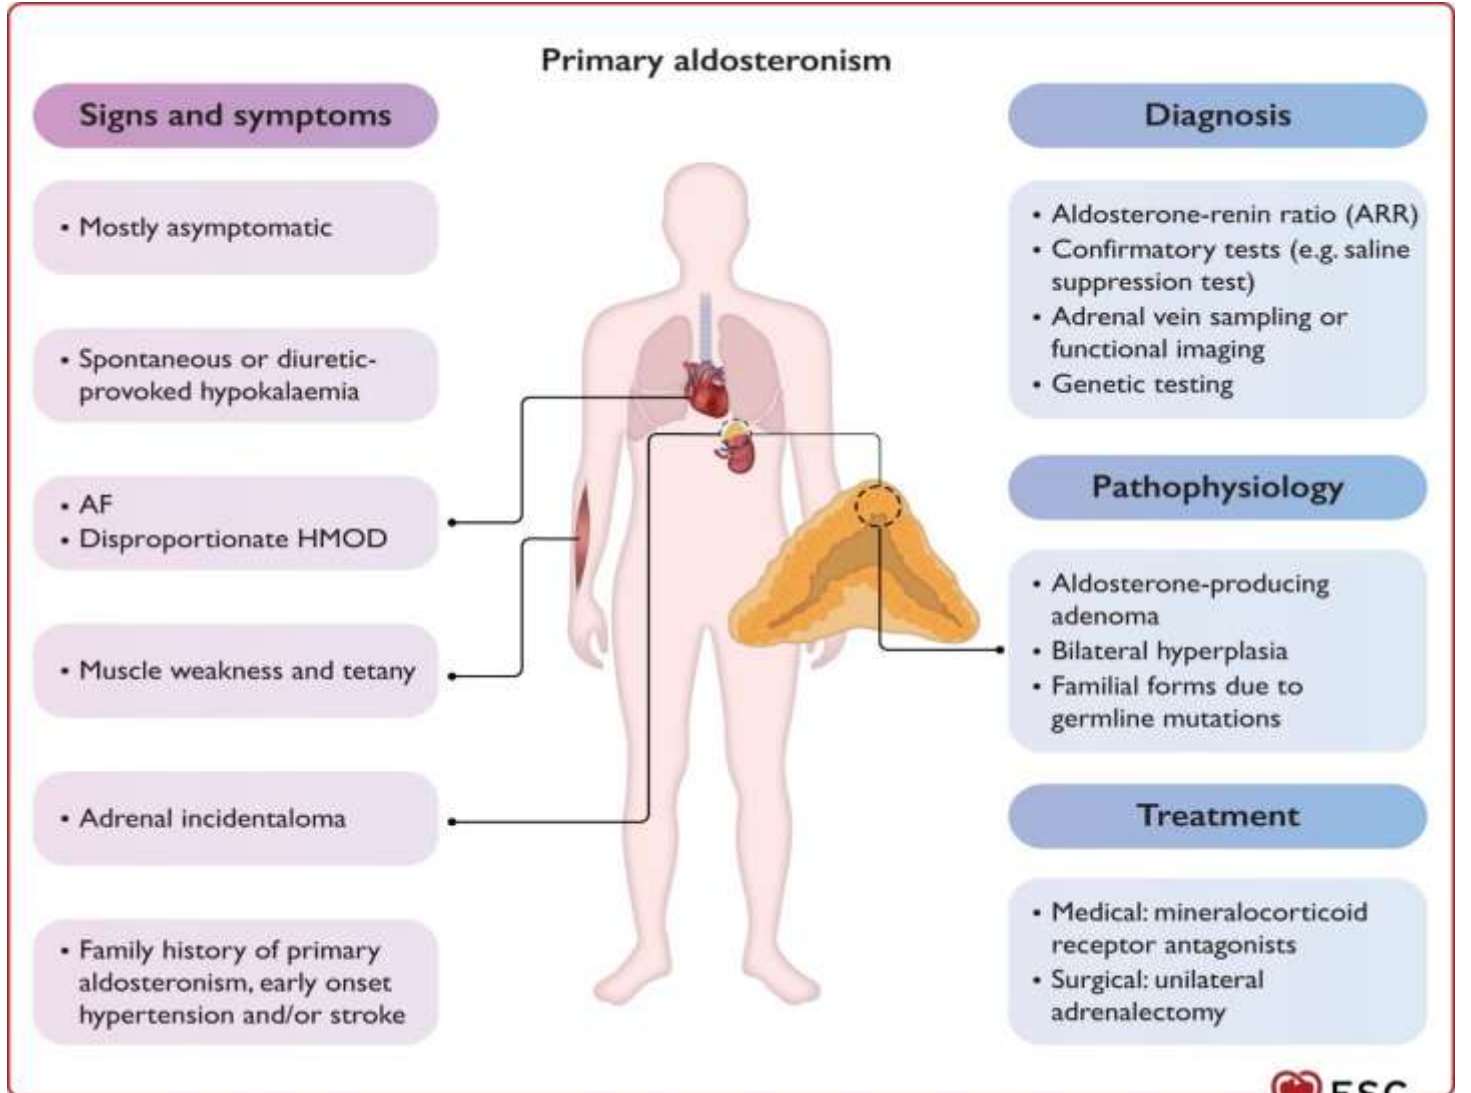 Primary aldosteronism
Signs and symptoms
• Mostly asymptomatic
• Spontaneous or diuretic-
provoked hypokalaemia
• AF
• Disproportionate HMOD
• Muscle weakness and tetany
• Adrenal incidentaloma
• Family history of primary
aldosteronism, early onset
hypertension and/or stroke
Diagnosis
• Aldosterone-renin ratio (ARR)
• Confirmatory tests (e.g. saline
suppression test)
• Adrenal vein sampling or
functional imaging
• Genetic testing
Pathophysiology
• Aldosterone-producing
adenoma
• Bilateral hyperplasia
• Familial forms due to
germline mutations
Treatment
• Medical: mineralocorticoid
receptor antagonists
• Surgical: unilateral
adrenalectomy
ESC